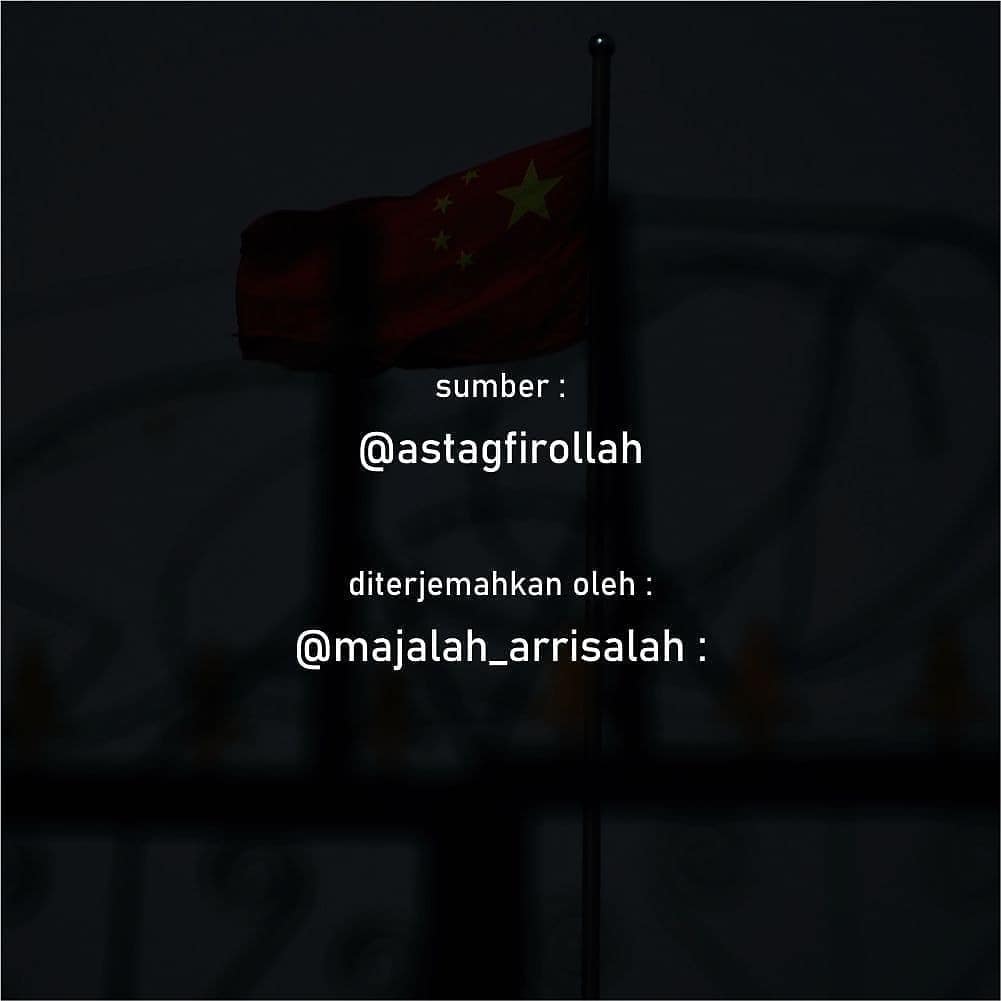 sumber :
@astagfirollah
diterjemahkan oleh :
@majalah_arrisalah :